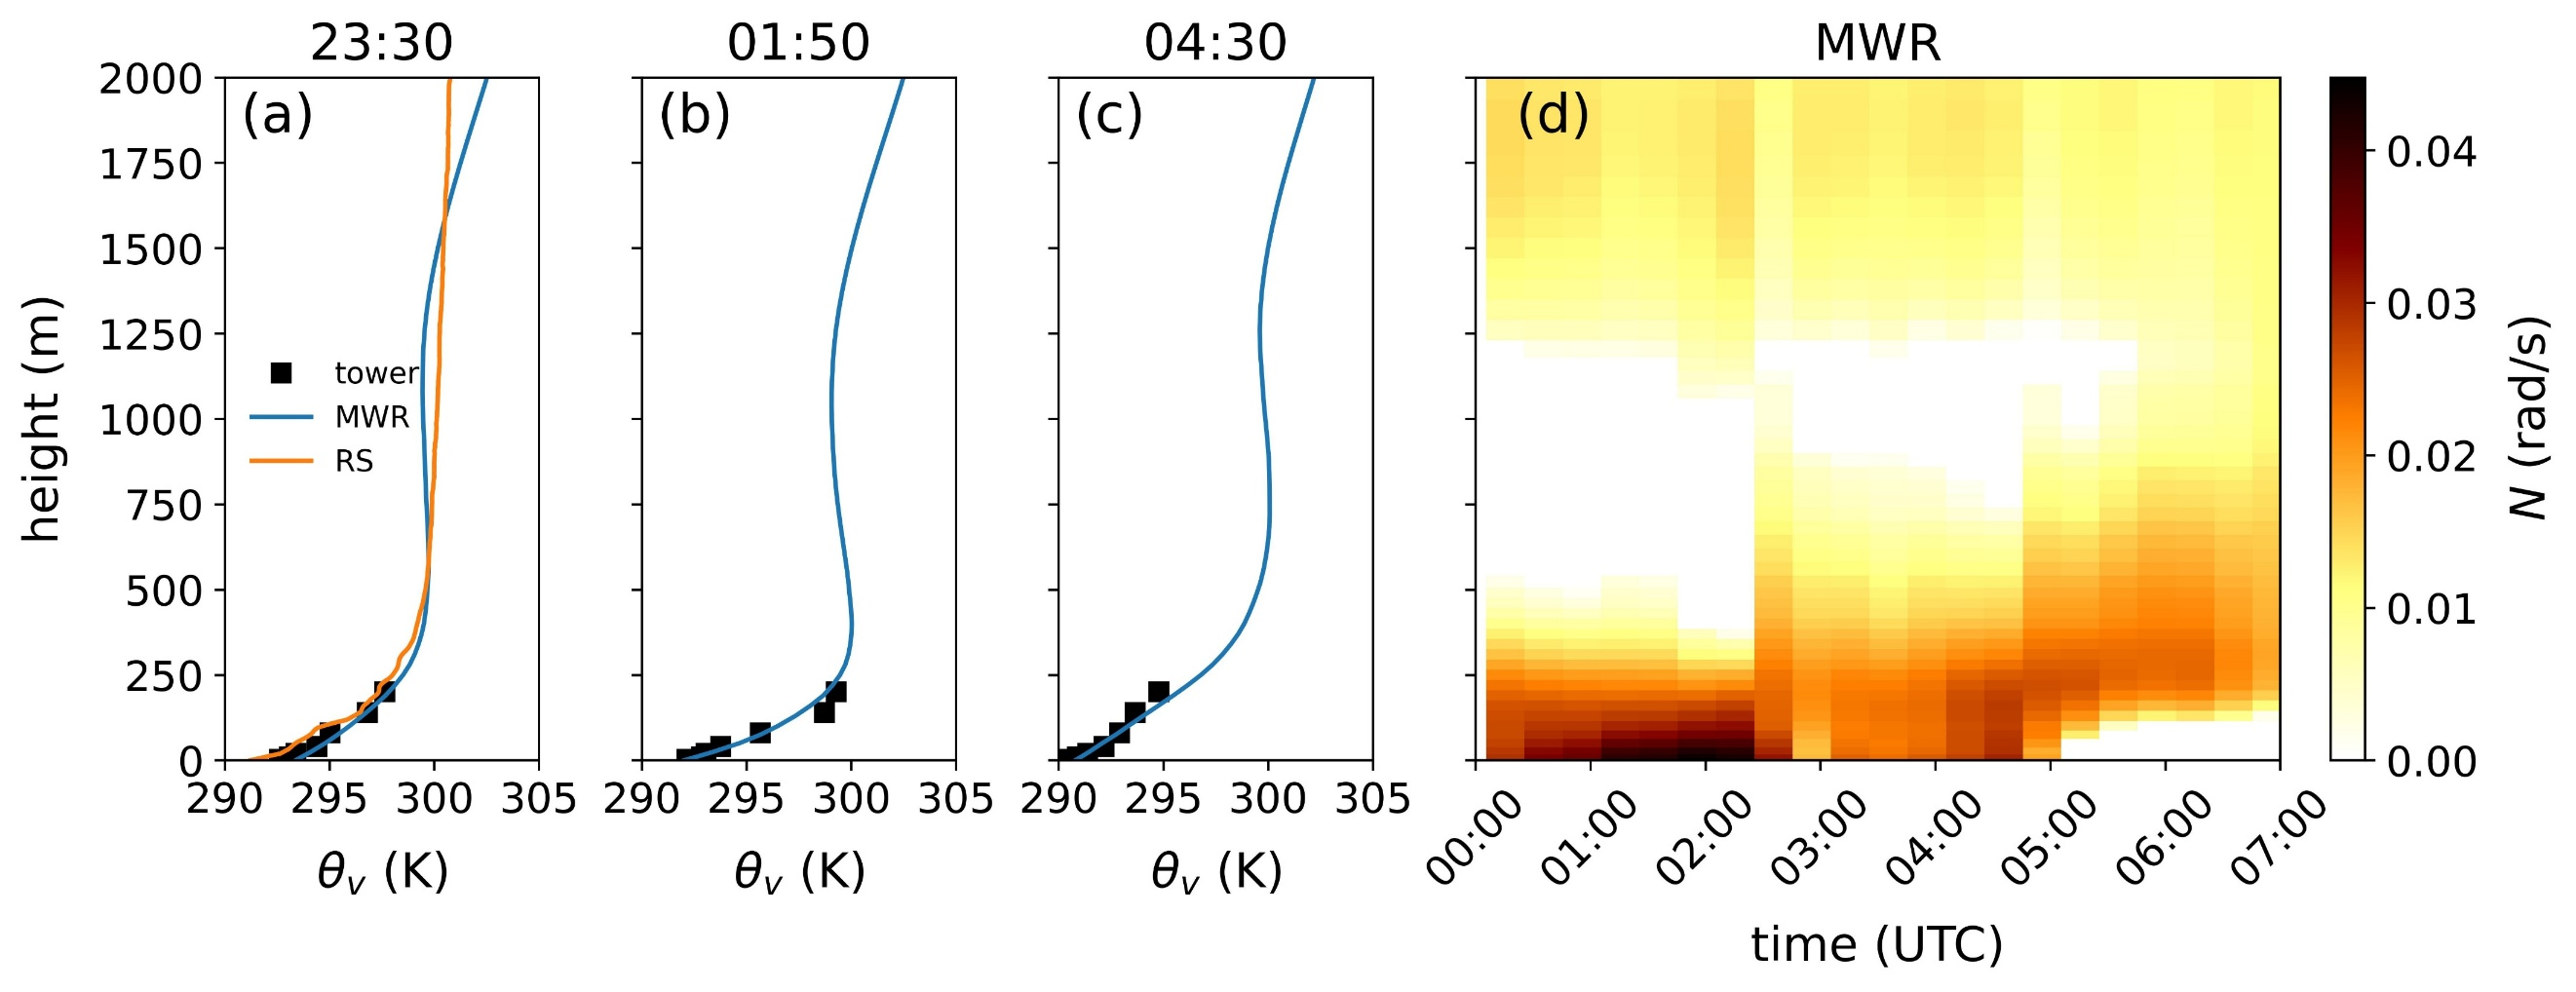 23:30
01:50
04:30
MWR
(a)
(b)
(c)
(d)
2000
1750
1500
1250
1000
750
500
250
0
height (m)
tower
MWR
RS
290 295 300 305
290 295 300 305
290 295 300 305
θv (K)
θv (K)
θv (K)
00:00
01:00
02:00
03:00
04:00
05:00
06:00
07:00
time (UTC)
0.04
0.03
0.02
0.01
0.00
N (rad/s)